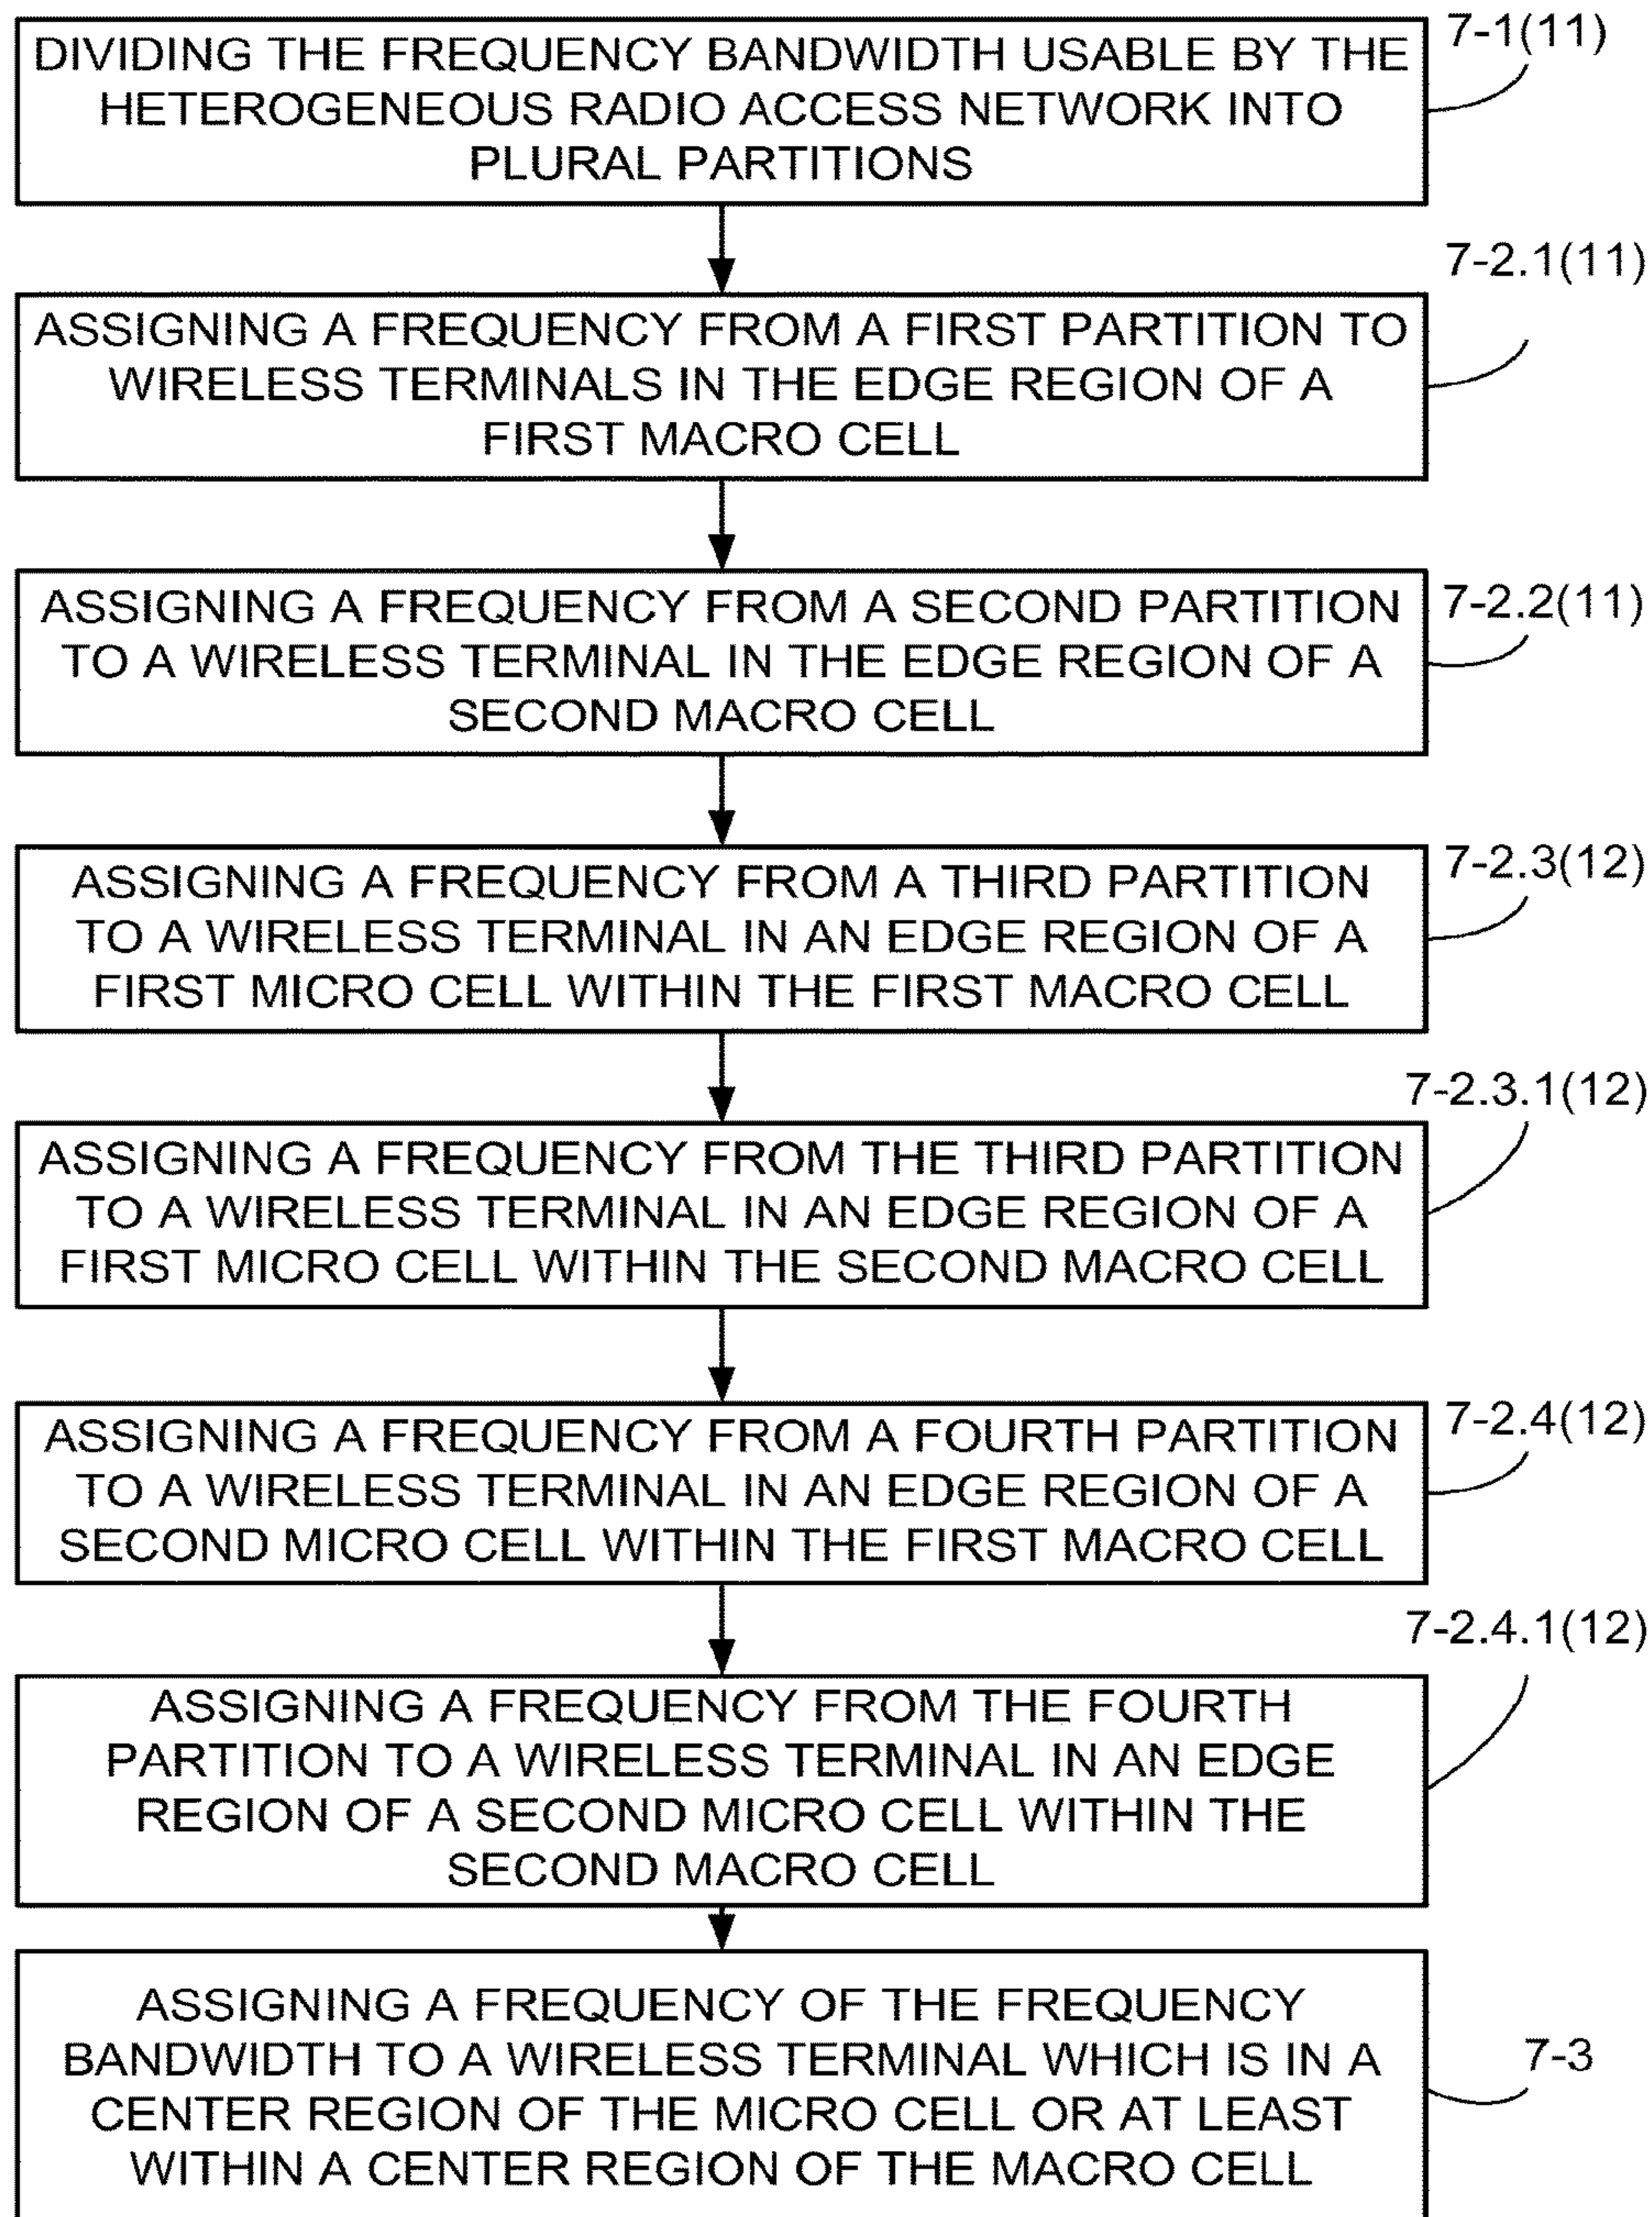 DIVIDING THE FREQUENCY BANDWIDTH USABLE BY THE
HETEROGENEOUS RADIO ACCESS NETWORK INTO
PLURAL PARTITIONS
7-1(11)
ASSIGNING A FREQUENCY FROM A FIRST PARTITION TO
WIRELESS TERMINALS IN THE EDGE REGION OF A
FIRST MACRO CELL
7-2.1(11)
ASSIGNING A FREQUENCY FROM A SECOND PARTITION
TO A WIRELESS TERMINAL IN THE EDGE REGION OF A
SECOND MACRO CELL
7-2.2(11)
ASSIGNING A FREQUENCY FROM A THIRD PARTITION
TO A WIRELESS TERMINAL IN AN EDGE REGION OF A
FIRST MICRO CELL WITHIN THE FIRST MACRO CELL
7-2.3(12)
ASSIGNING A FREQUENCY FROM THE THIRD PARTITION
TO A WIRELESS TERMINAL IN AN EDGE REGION OF A
FIRST MICRO CELL WITHIN THE SECOND MACRO CELL
7-2.3.1(12)
ASSIGNING A FREQUENCY FROM A FOURTH PARTITION
TO A WIRELESS TERMINAL IN AN EDGE REGION OF A
SECOND MICRO CELL WITHIN THE FIRST MACRO CELL
7-2.4(12)
ASSIGNING A FREQUENCY FROM THE FOURTH
PARTITION TO A WIRELESS TERMINAL IN AN EDGE
REGION OF A SECOND MICRO CELL WITHIN THE
SECOND MACRO CELL
7-2.4.1(12)
ASSIGNING A FREQUENCY OF THE FREQUENCY
BANDWIDTH TO A WIRELESS TERMINAL WHICH IS IN A
CENTER REGION OF THE MICRO CELL OR AT LEAST
WITHIN A CENTER REGION OF THE MACRO CELL
7-3